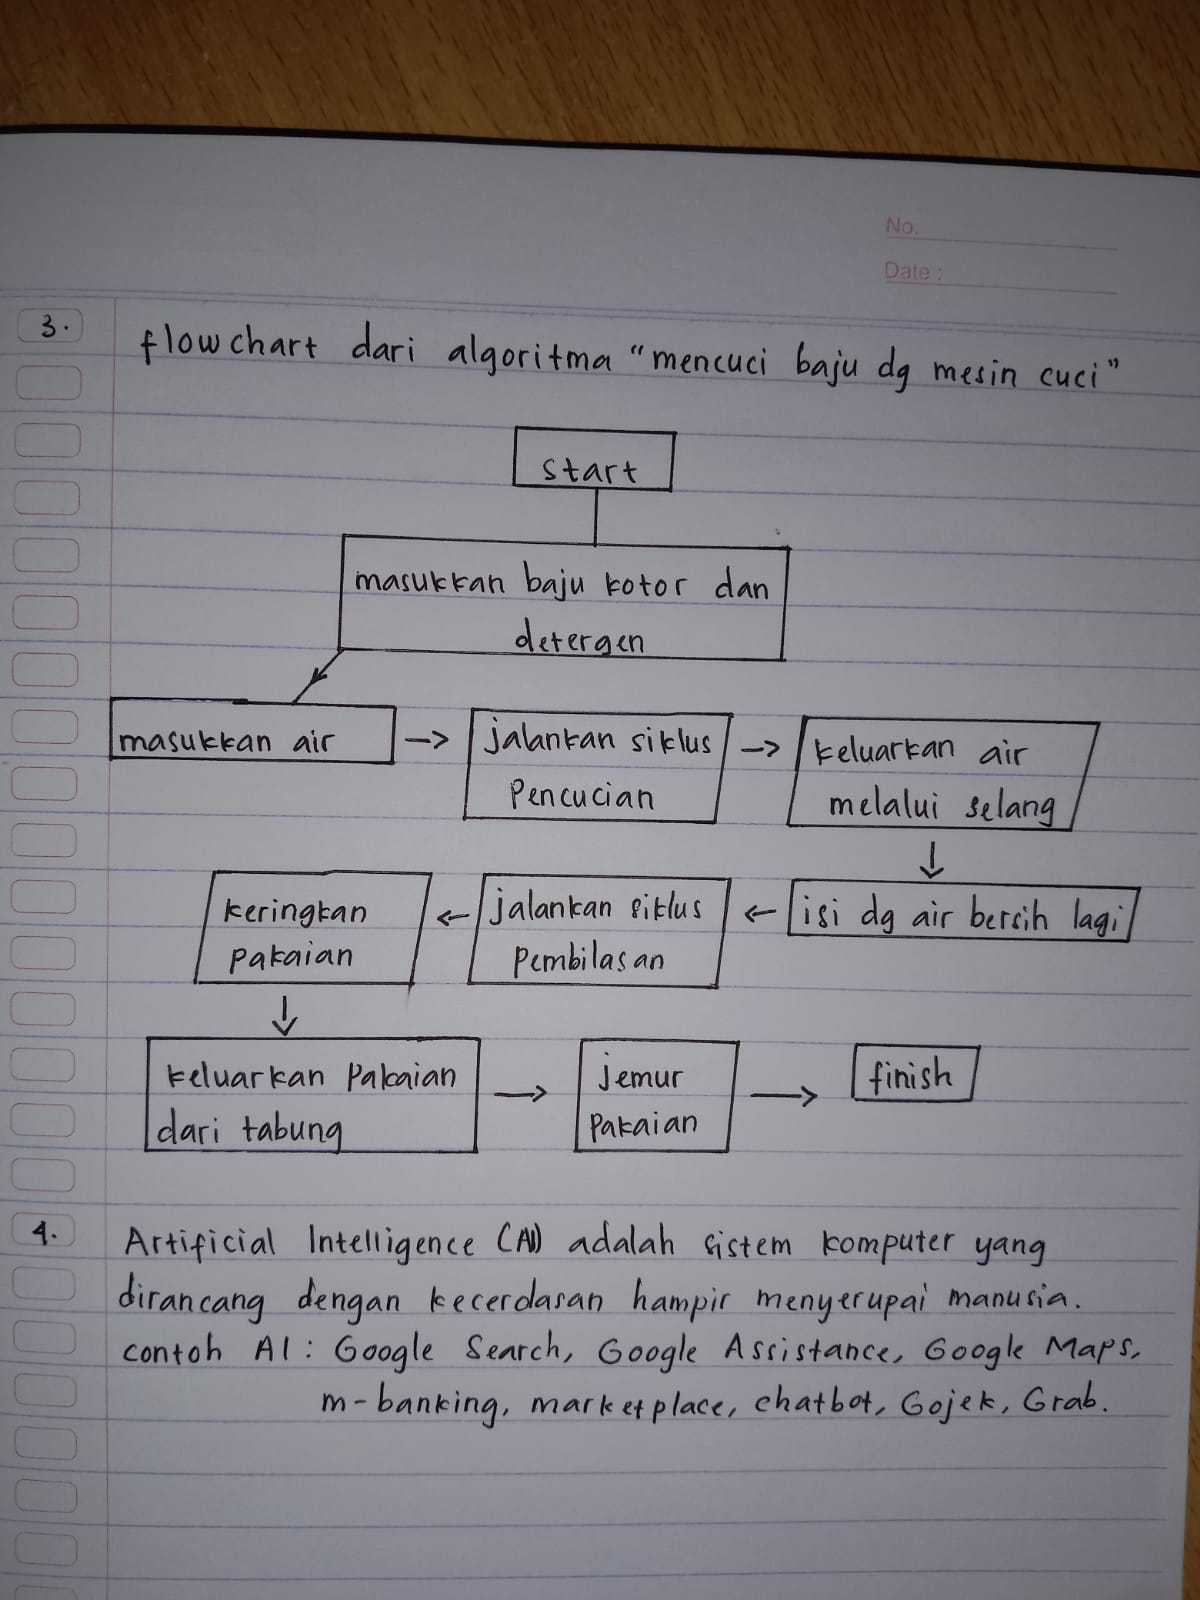 No.
Date :
3.
flowchart dari algoritma "mencuci baju dg mesin cuci"
start
masukkan baju kotor dan
detergen
masukkan air
jalankan siklus
Pencucian
keluarkan air
melalui selang
isi dg air bersih lagi
jalankan siklus
pembilasan
keringkan
pakaian
keluarkan Pakaian
dari tabung
jemur
pakaian
finish
4.
Artificial Intelligence (AI) adalah sistem komputer yang
dirancang dengan kecerdasan hampir menyerupai manusia.
contoh AI : Google Search, Google Assistance, Google Maps,
m-banking, marketplace, chatbot, Gojek, Grab.